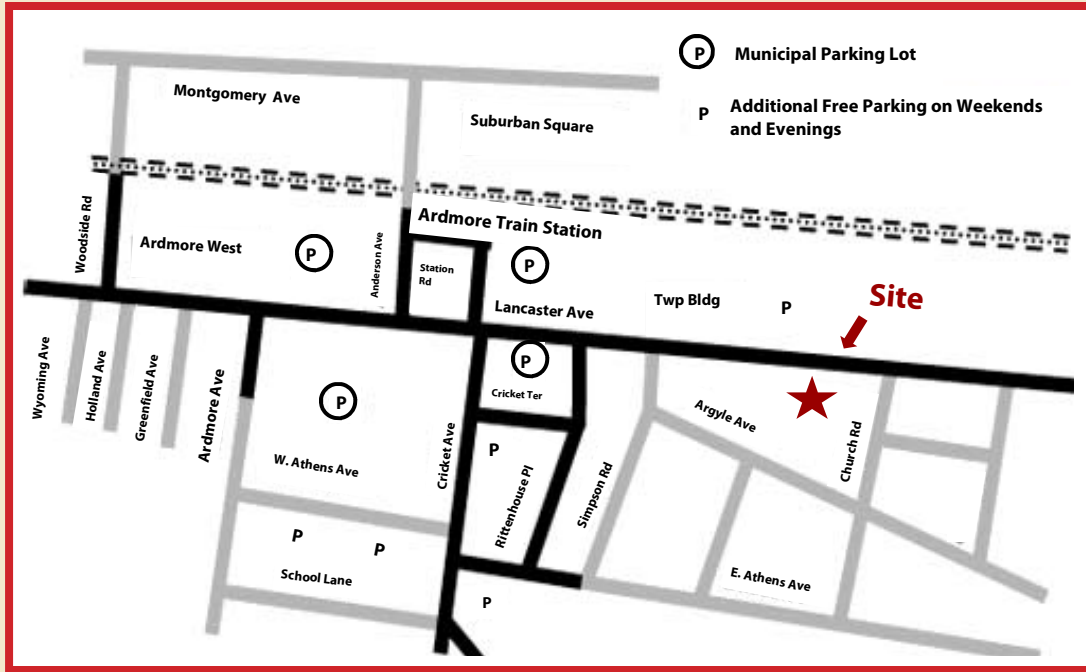 P Municipal Parking Lot
P Additional Free Parking on Weekends
and Evenings
Montgomery Ave
Suburban Square
Woodside Rd
Ardmore West
P
Anderson Ave
Ardmore Train Station
Station
Rd
P
Lancaster Ave
Twp Bldg
P
Site
Wyoming Ave
Holland Ave
Greenfield Ave
Ardmore Ave
P
W. Athens Ave
Cricket Ave
P
Cricket Ter
P
Rittenhouse Pl
Simpson Rd
Argyle Ave
Church Rd
P
P
School Lane
P
E. Athens Ave